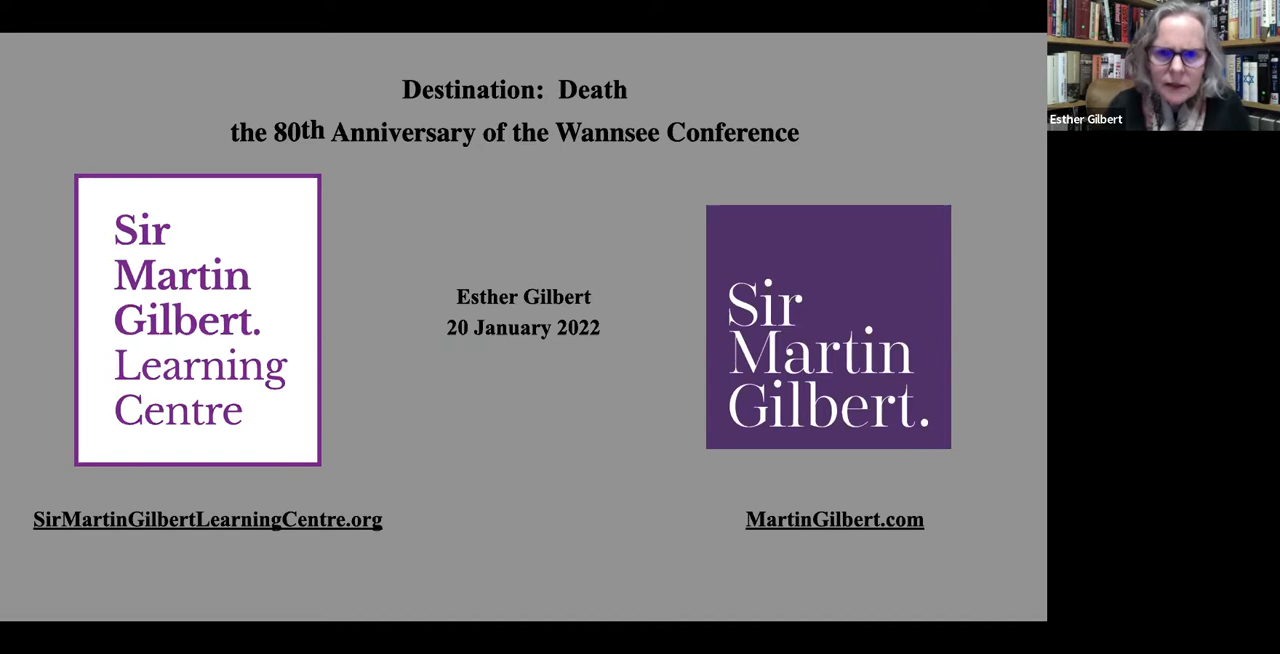 Destination: Death
the 80th Anniversary of the Wannsee Conference
Sir
Martin
Gilbert.
Learning
Centre
Esther Gilbert
20 January 2022
Sir
Martin
Gilbert.
SirMartinGilbertLearningCentre.org
MartinGilbert.com
Esther Gilbert